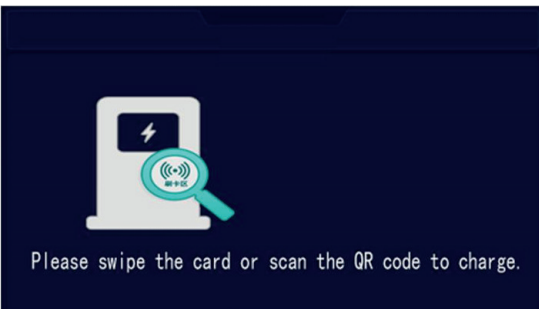 刷卡区
Please swipe the card or scan the QR code to charge.